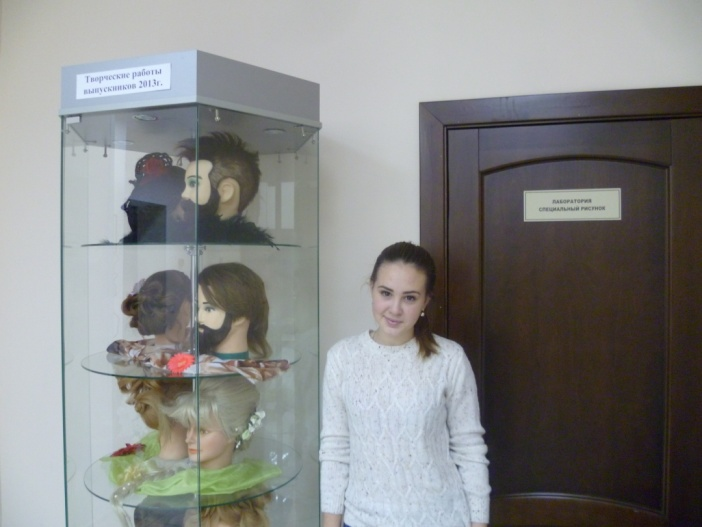 Творческие работы
выпускников 2013г.
ЛАБОРАТОРИЯ
СПЕЦИАЛЬНЫЙ РИСУНОК